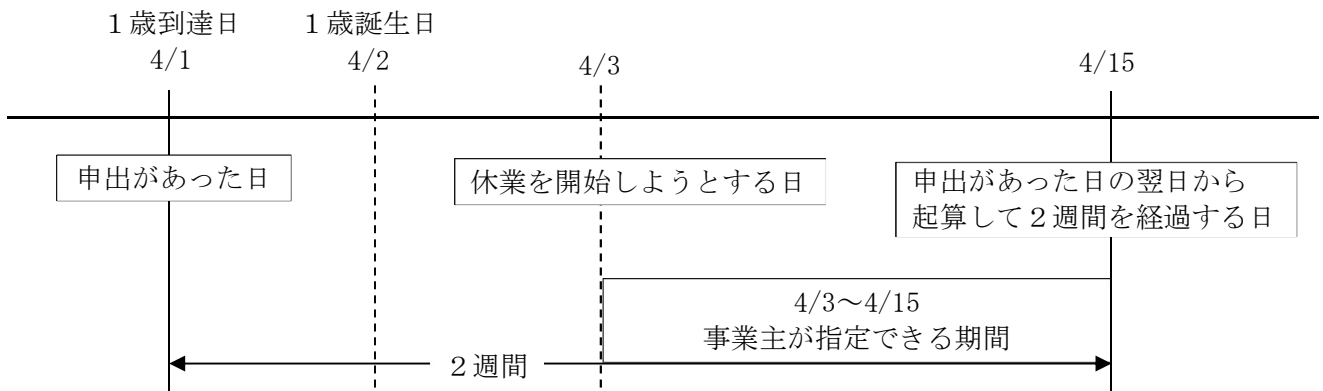 １歳到達日
4/1
１歳誕生日
4/2
4/3
4/15
申出があった日
休業を開始しようとする日
申出があった日の翌日から
起算して２週間を経過する日
4/3～4/15
事業主が指定できる期間
２週間